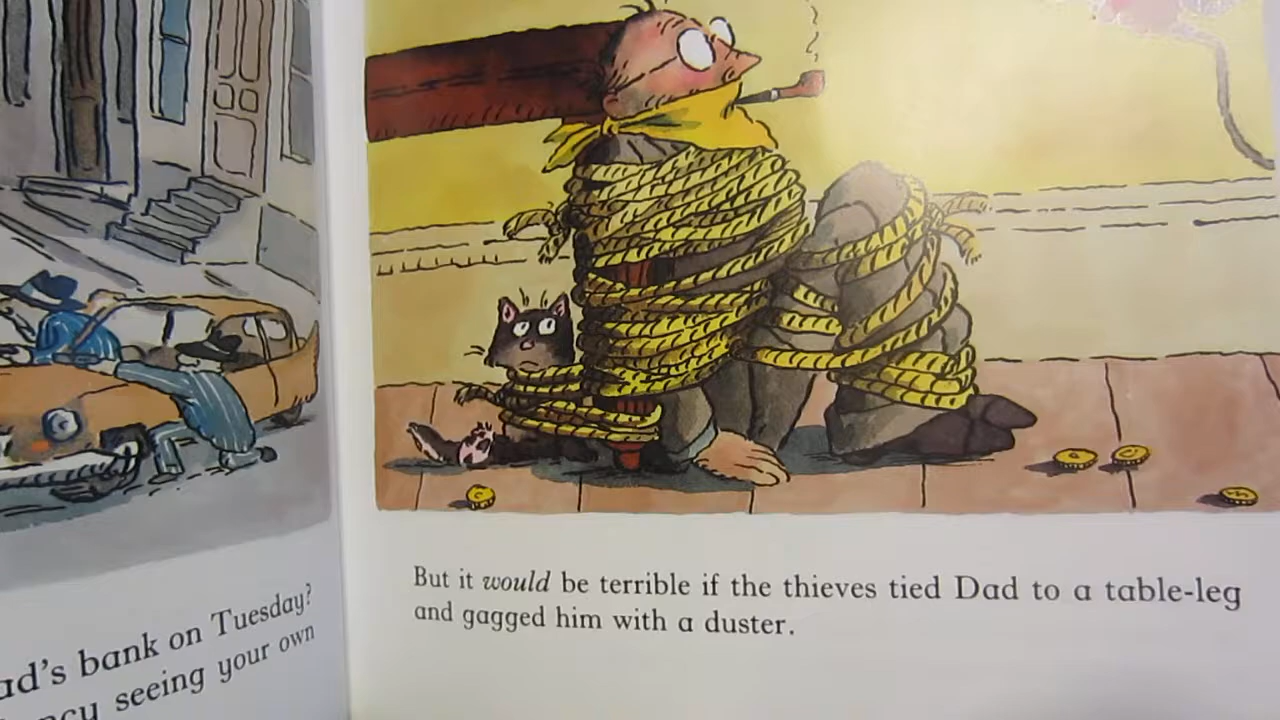 ad's bank on Tuesday?
ncy seeing your own
But it would be terrible if the thieves tied Dad to a table-leg
and gagged him with a duster.